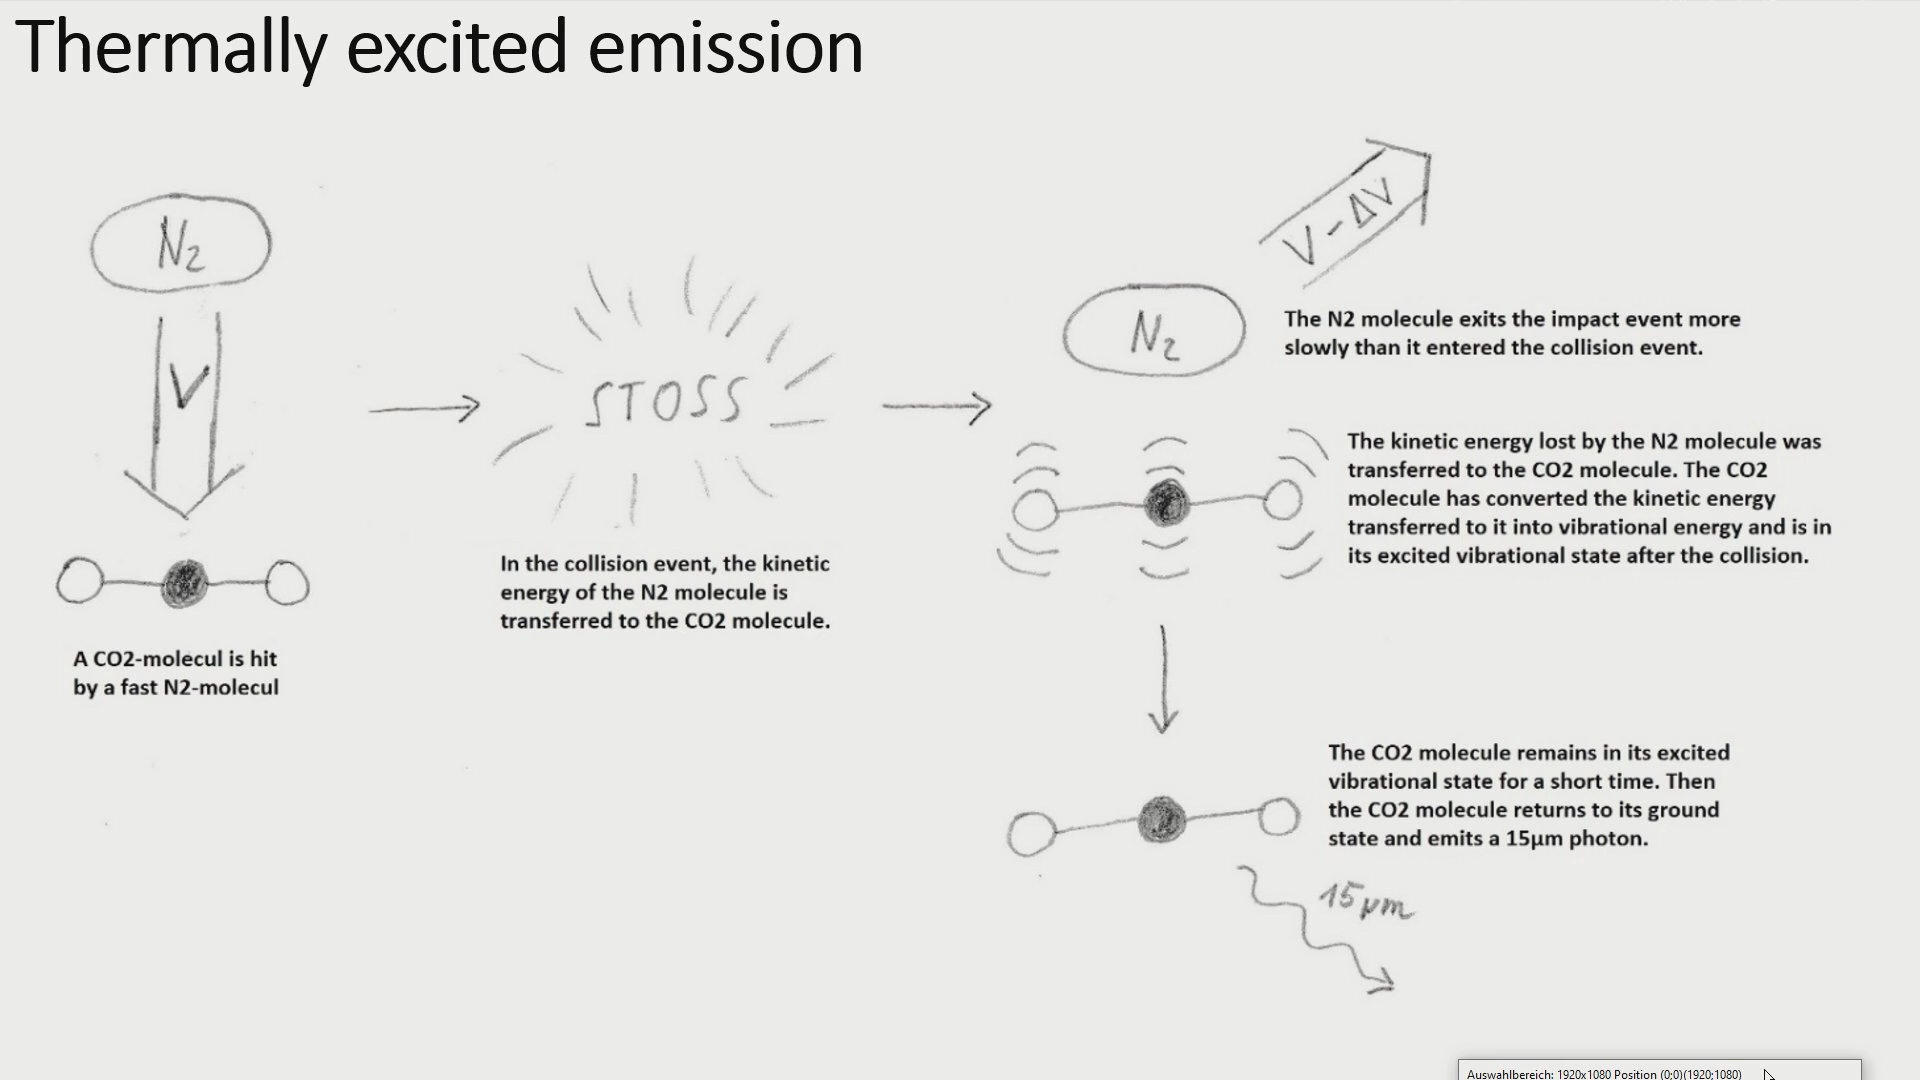 Thermally excited emission
N2
V
A CO2-molecul is hit
by a fast N2-molecul
STOSS
In the collision event, the kinetic
energy of the N2 molecule is
transferred to the CO2 molecule.
V-ΔV
N2
The N2 molecule exits the impact event more
slowly than it entered the collision event.
The kinetic energy lost by the N2 molecule was
transferred to the CO2 molecule. The CO2
molecule has converted the kinetic energy
transferred to it into vibrational energy and is in
its excited vibrational state after the collision.
The CO2 molecule remains in its excited
vibrational state for a short time. Then
the CO2 molecule returns to its ground
state and emits a 15µm photon.
15µm
Auswahlbereich: 1920x1080 Position (0;0)(1920;1080)